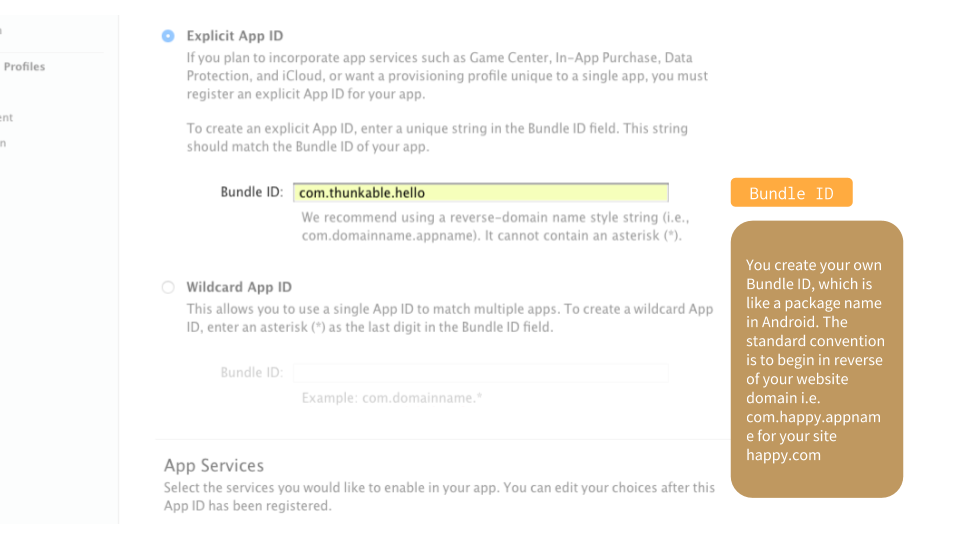 Profiles
ent
n
Explicit App ID
If you plan to incorporate app services such as Game Center, In-App Purchase, Data
Protection, and iCloud, or want a provisioning profile unique to a single app, you must
register an explicit App ID for your app.
To create an explicit App ID, enter a unique string in the Bundle ID field. This string
should match the Bundle ID of your app.
Bundle ID: com.thunkable.hello
We recommend using a reverse-domain name style string (i.e.,
com.domainname.appname). It cannot contain an asterisk (*).
Wildcard App ID
This allows you to use a single App ID to match multiple apps. To create a wildcard App
ID, enter an asterisk (*) as the last digit in the Bundle ID field.
Bundle ID:
Example: com.domainname.*
App Services
Select the services you would like to enable in your app. You can edit your choices after this
App ID has been registered.
Bundle ID
You create your own
Bundle ID, which is
like a package name
in Android. The
standard convention
is to begin in reverse
of your website
domain i.e.
com.happy.appnam
e for your site
happy.com